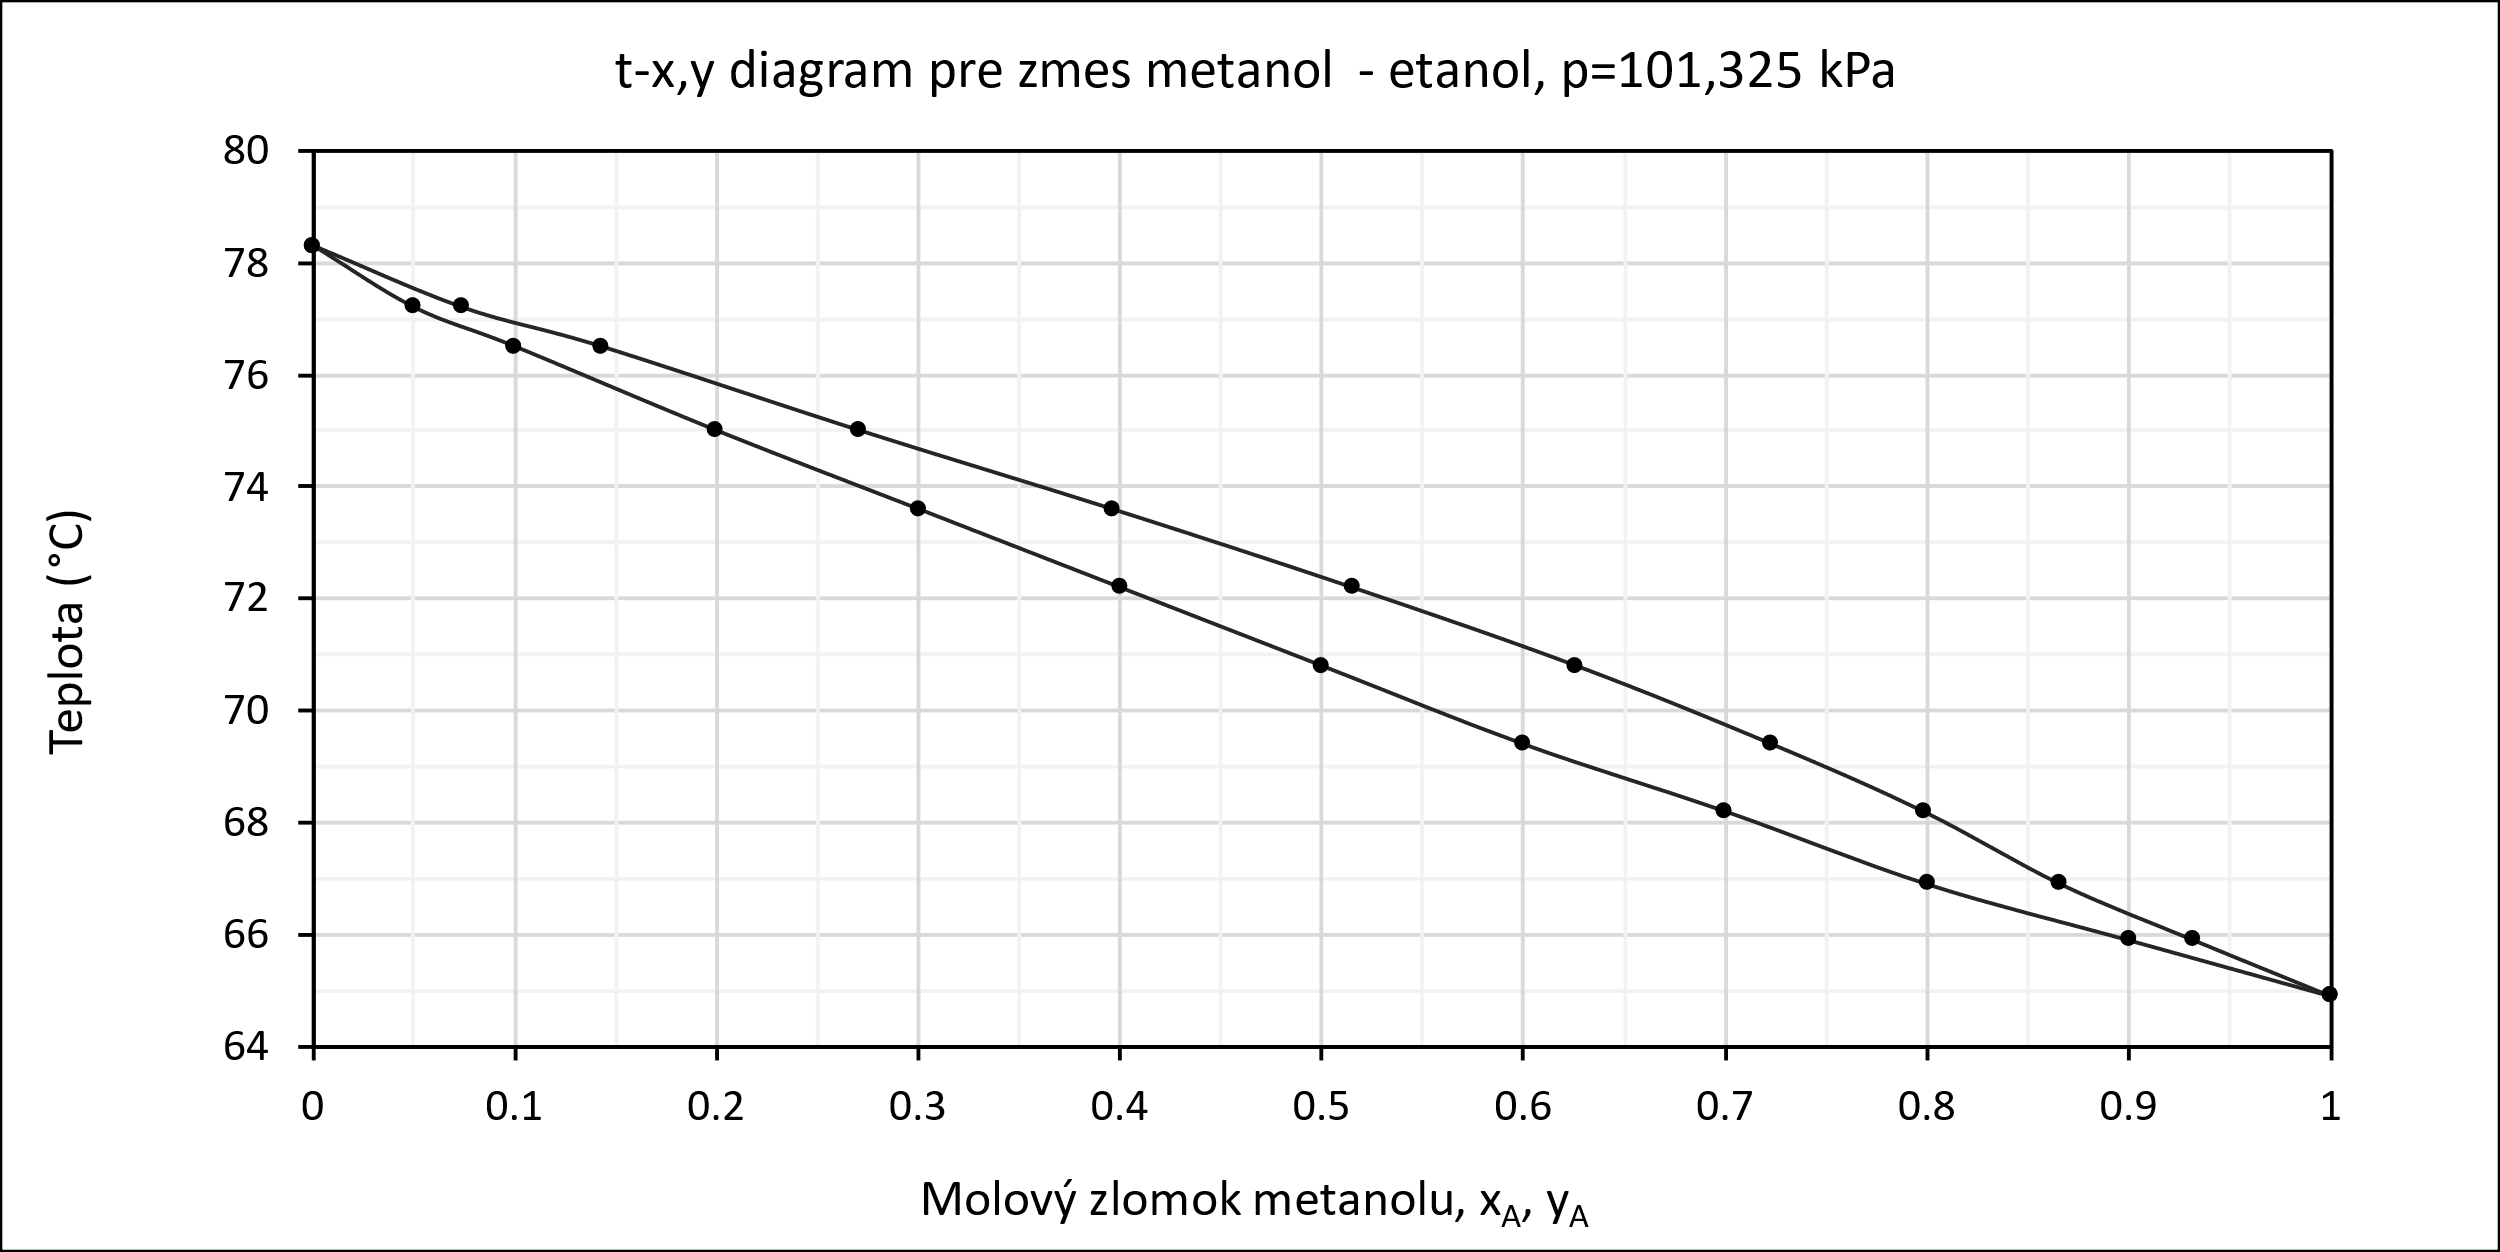 t-x,y diagram pre zmes metanol - etanol, p=101,325 kPa
80
78
76
74
72
70
68
66
64
Teplota (°C)
0 0.1 0.2 0.3 0.4 0.5 0.6 0.7 0.8 0.9 1
Molový zlomok metanolu, xA, yA